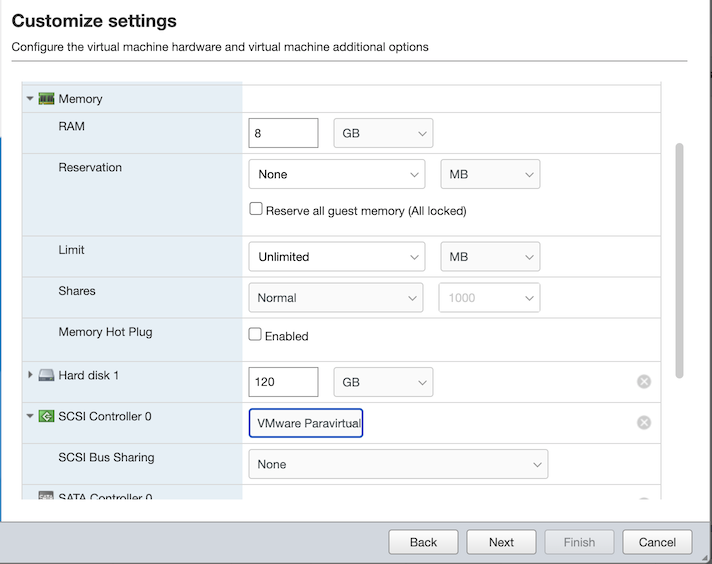 Customize settings
Configure the virtual machine hardware and virtual machine additional options
Memory
RAM 8 GB
Reservation None MB
Reserve all guest memory (All locked)
Limit Unlimited MB
Shares Normal 1000
Memory Hot Plug Enabled
Hard disk 1 120 GB
SCSI Controller 0 VMware Paravirtual
SCSI Bus Sharing None
SATA Controller 0
Back Next Finish Cancel